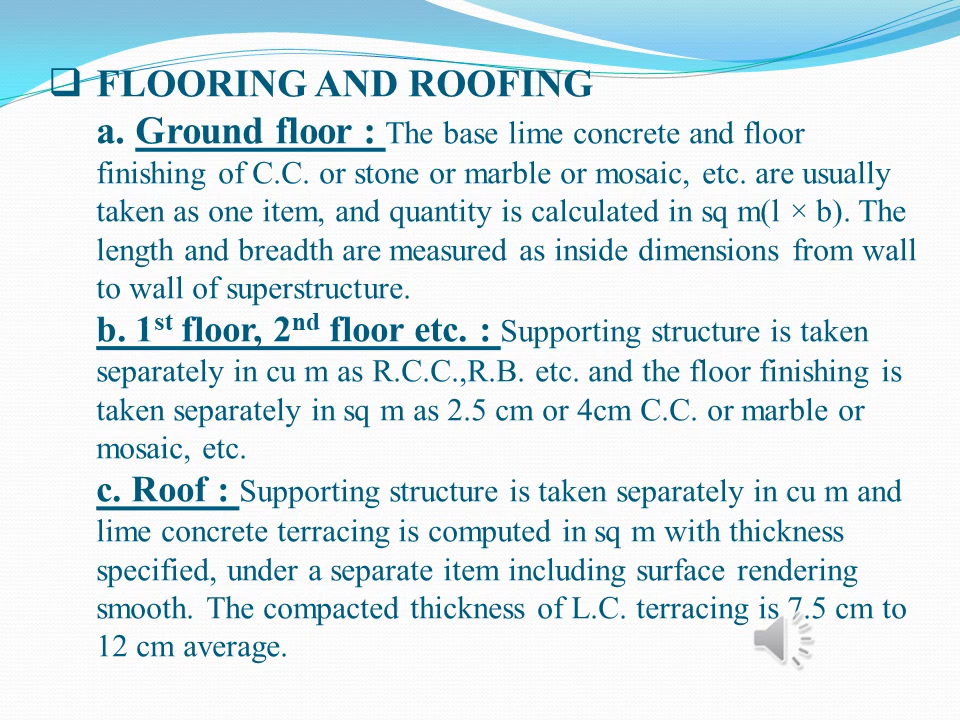 ❑ FLOORING AND ROOFING
a. Ground floor : The base lime concrete and floor
finishing of C.C. or stone or marble or mosaic, etc. are usually
taken as one item, and quantity is calculated in sq m(l × b). The
length and breadth are measured as inside dimensions from wall
to wall of superstructure.
b. 1st floor, 2nd floor etc. : Supporting structure is taken
separately in cu m as R.C.C.,R.B. etc. and the floor finishing is
taken separately in sq m as 2.5 cm or 4cm C.C. or marble or
mosaic, etc.
c. Roof : Supporting structure is taken separately in cu m and
lime concrete terracing is computed in sq m with thickness
specified, under a separate item including surface rendering
smooth. The compacted thickness of L.C. terracing is 7.5 cm to
12 cm average.